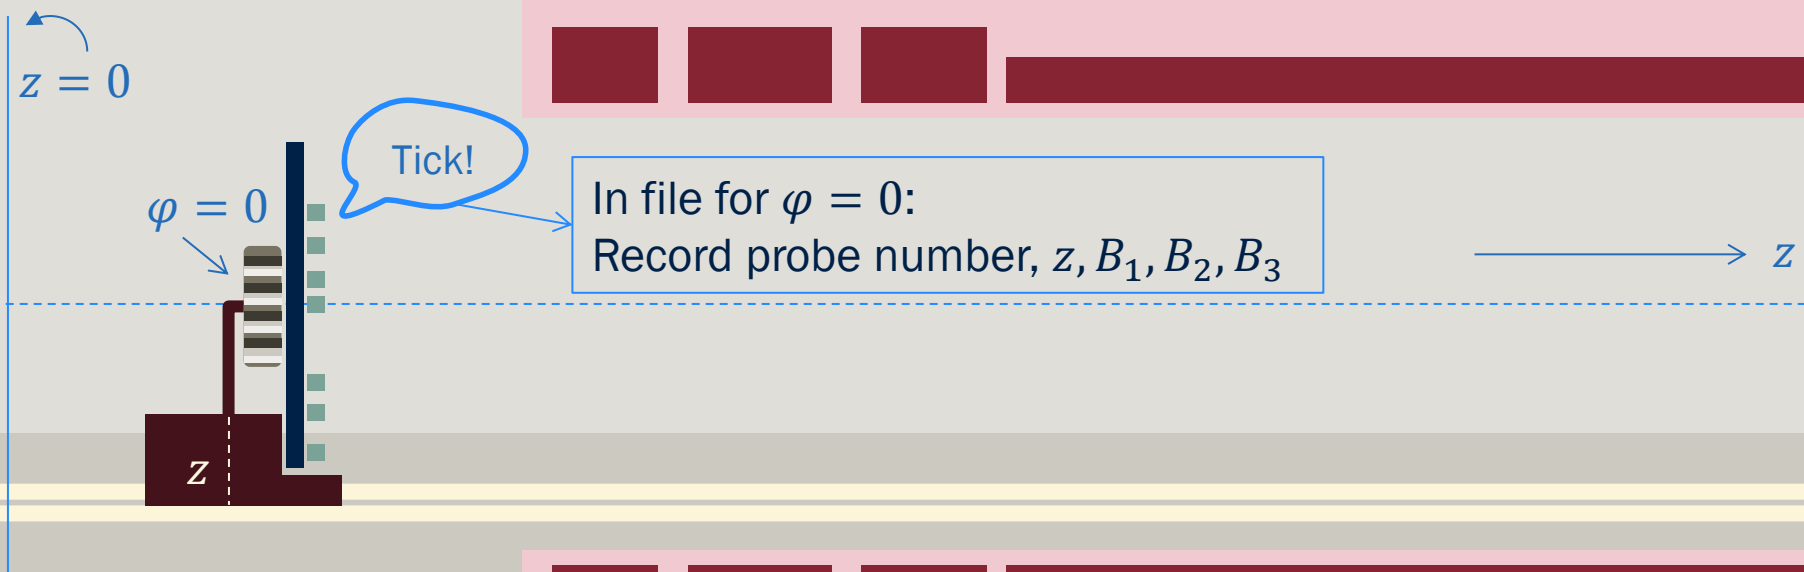 z = 0
Tick!
φ = 0
In file for φ = 0:
Record probe number, z, B₁, B₂, B₃
z
z